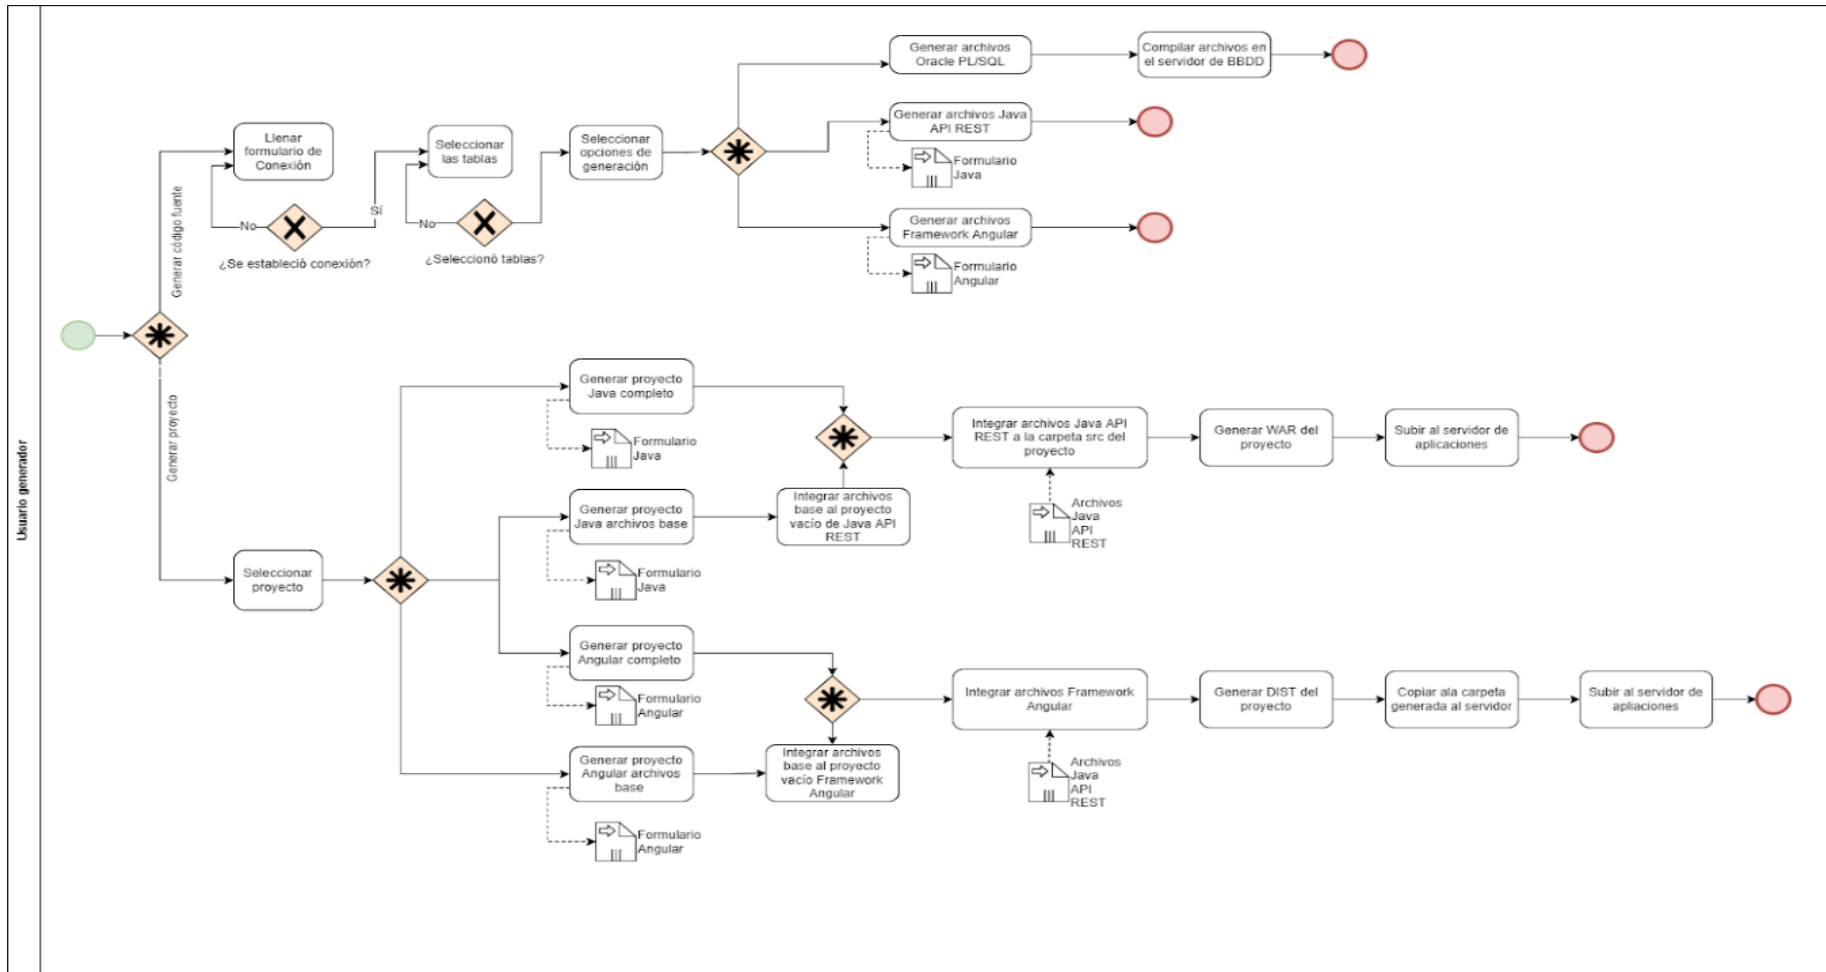 Usuario generador
Generar código fuente
Generar proyecto
Llenar
formulario de
Conexión
No
¿Se estableció conexión?
Sí
Seleccionar
las tablas
No
¿Seleccionó tablas?
Seleccionar
opciones de
generación
Generar archivos
Oracle PL/SQL
Compilar archivos en
el servidor de BBDD
Generar archivos Java
API REST
Formulario
Java
Generar archivos
Framework Angular
Formulario
Angular
Seleccionar
proyecto
Generar proyecto
Java completo
Formulario
Java
Generar proyecto
Java archivos base
Formulario
Java
Integrar archivos
base al proyecto
vacío de Java API
REST
Integrar archivos Java API
REST a la carpeta src del
proyecto
Archivos
Java
API
REST
Generar WAR del
proyecto
Subir al servidor de
aplicaciones
Generar proyecto
Angular completo
Formulario
Angular
Generar proyecto
Angular archivos
base
Formulario
Angular
Integrar archivos
base al proyecto
vacío Framework
Angular
Integrar archivos Framework
Angular
Archivos
Java
API
REST
Generar DIST del
proyecto
Copiar ala carpeta
generada al servidor
Subir al servidor de
apliaciones